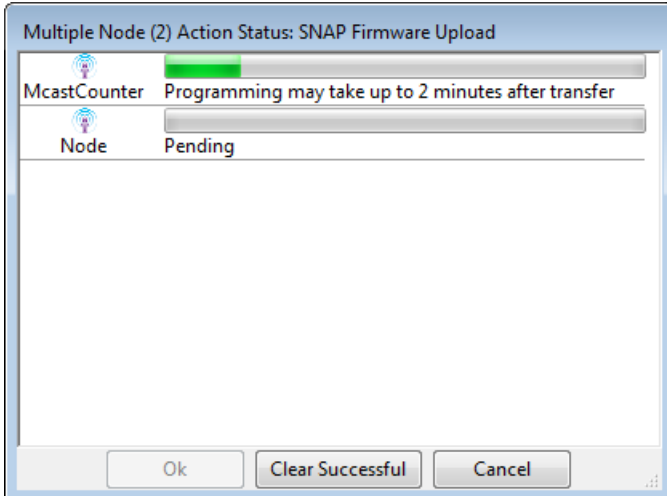 Multiple Node (2) Action Status: SNAP Firmware Upload
McastCounter Programming may take up to 2 minutes after transfer
Node Pending
Ok Clear Successful Cancel